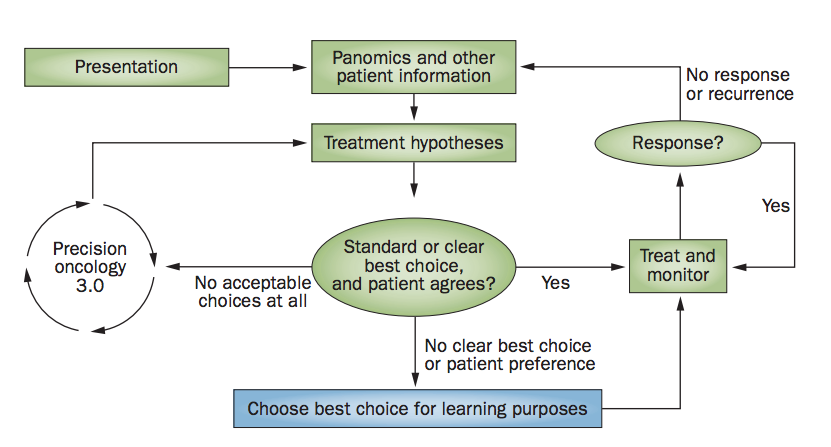 Presentation
Panomics and other
patient information
No response
or recurrence
Treatment hypotheses
Response?
Yes
Precision
oncology
3.0
Standard or clear
best choice,
and patient agrees?
Treat and
monitor
No acceptable
choices at all
Yes
No clear best choice
or patient preference
Choose best choice for learning purposes